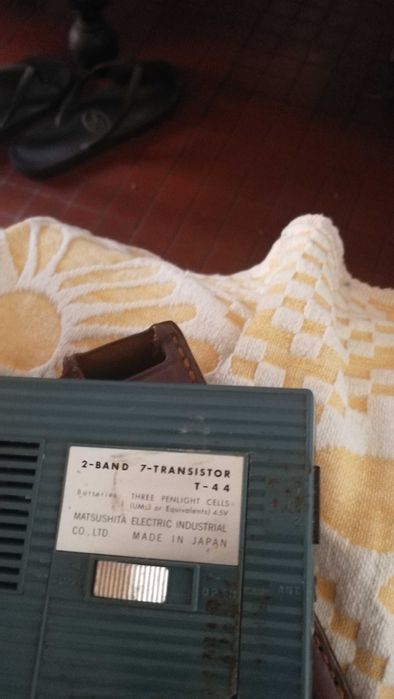 2-BAND 7-TRANSISTOR
T-44
Batteries: THREE PENLIGHT CELLS
(UM-3 or Equivalents) 4.5V
MATSUSHITA ELECTRIC INDUSTRIAL
CO., LTD. MADE IN JAPAN
OPEN